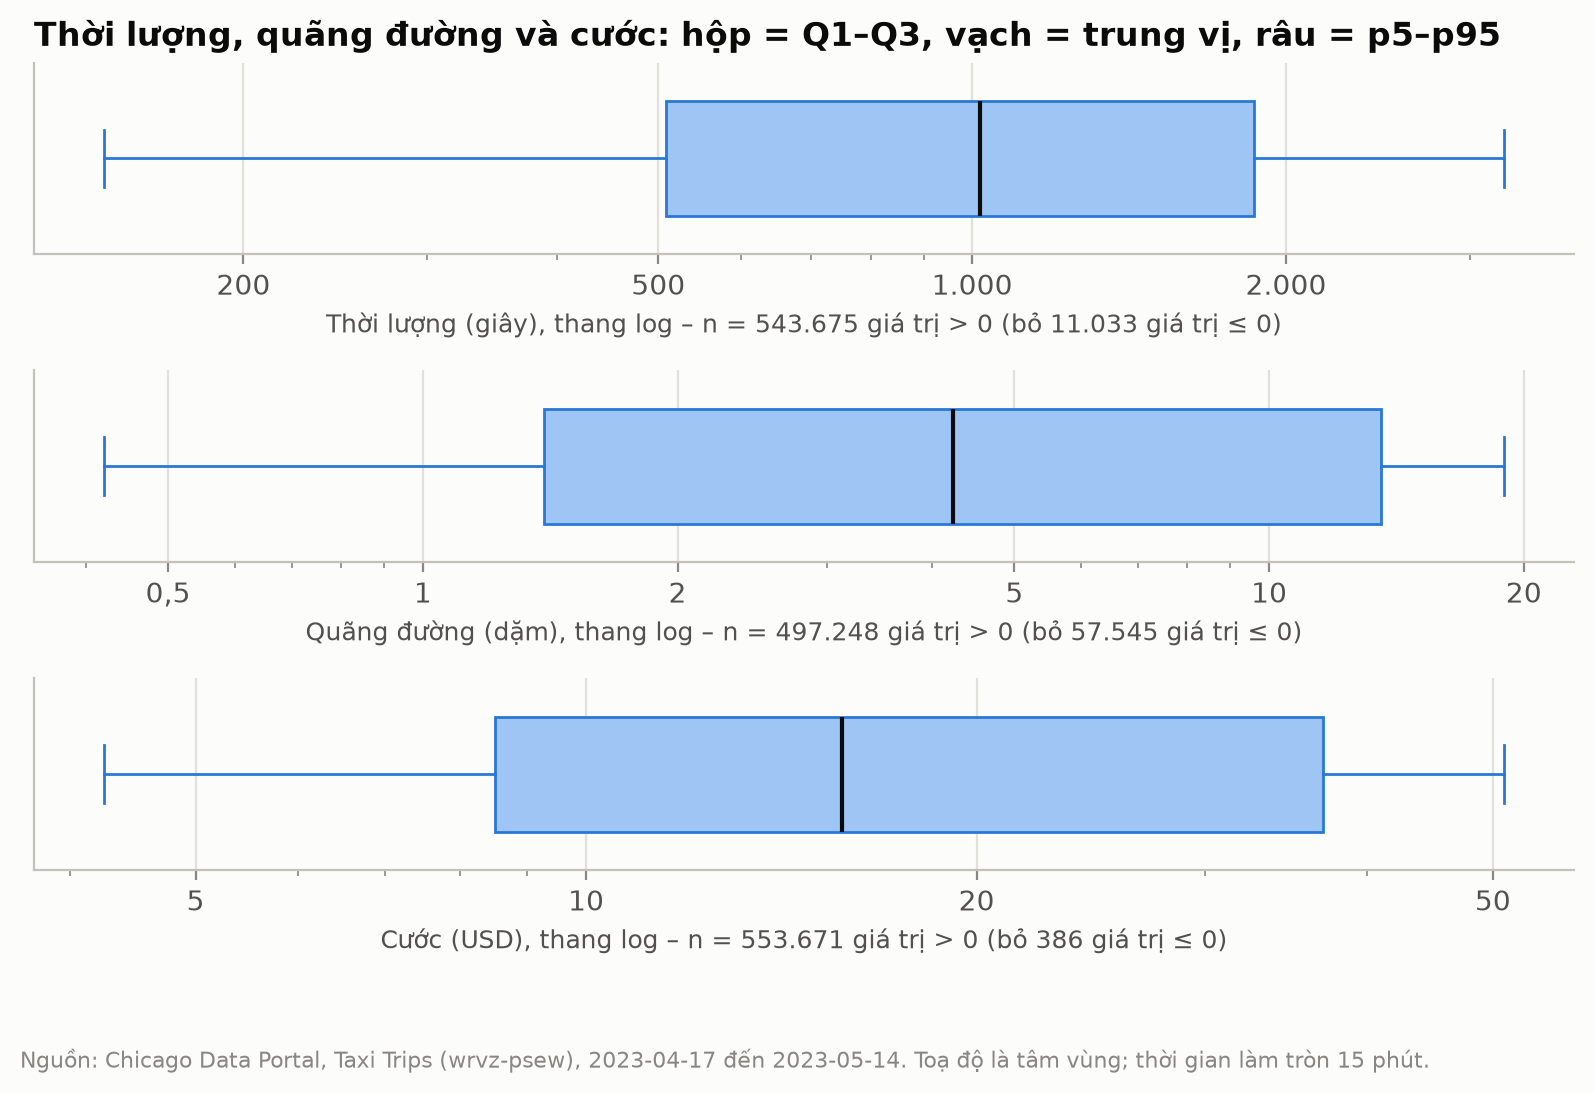 Thời lượng, quãng đường và cước: hộp = Q1–Q3, vạch = trung vị, râu = p5–p95
200 500 1.000 2.000
Thời lượng (giây), thang log – n = 543.675 giá trị > 0 (bỏ 11.033 giá trị ≤ 0)
0,5 1 2 5 10 20
Quãng đường (dặm), thang log – n = 497.248 giá trị > 0 (bỏ 57.545 giá trị ≤ 0)
5 10 20 50
Cước (USD), thang log – n = 553.671 giá trị > 0 (bỏ 386 giá trị ≤ 0)
Nguồn: Chicago Data Portal, Taxi Trips (wrvz-psew), 2023-04-17 đến 2023-05-14. Toạ độ là tâm vùng; thời gian làm tròn 15 phút.